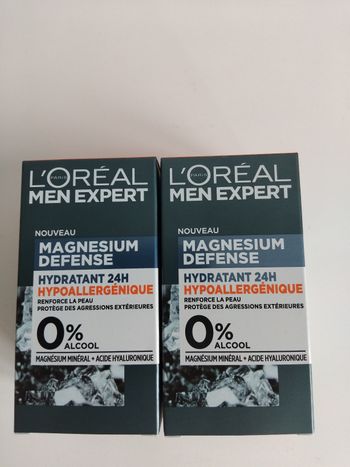 L'ORÉAL
PARIS
MEN EXPERT
NOUVEAU
MAGNESIUM
DEFENSE
HYDRATANT 24H
HYPOALLERGÉNIQUE
RENFORCE LA PEAU
PROTÈGE DES AGRESSIONS EXTÉRIEURES
0%
ALCOOL
MAGNÉSIUM MINÉRAL + ACIDE HYALURONIQUE
L'ORÉAL
PARIS
MEN EXPERT
NOUVEAU
MAGNESIUM
DEFENSE
HYDRATANT 24H
HYPOALLERGÉNIQUE
RENFORCE LA PEAU
PROTÈGE DES AGRESSIONS EXTÉRIEURES
0%
ALCOOL
MAGNÉSIUM MINÉRAL + ACIDE HYALURONIQUE